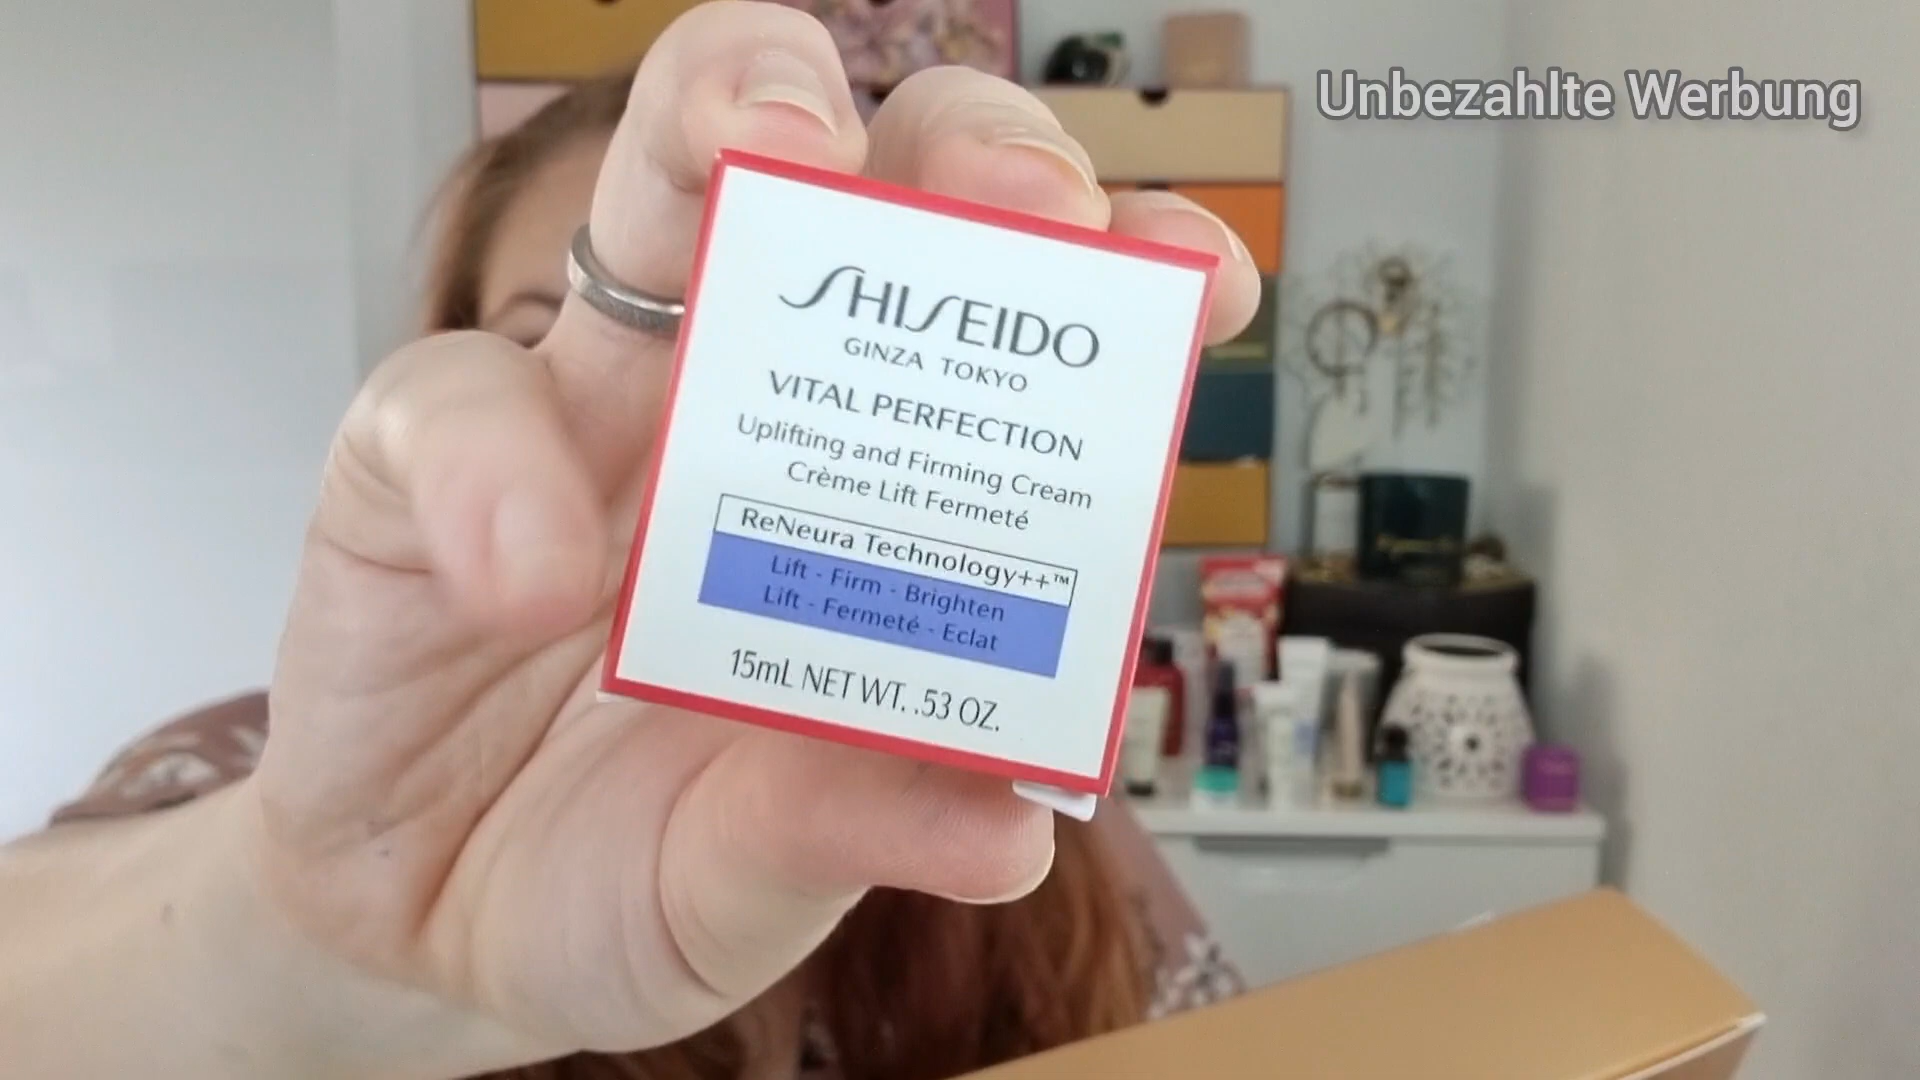 Unbezahlte Werbung
SHISEIDO
GINZA TOKYO
VITAL PERFECTION
Uplifting and Firming Cream
Crème Lift Fermeté
ReNeura Technology++™
Lift - Firm - Brighten
Lift - Fermeté - Eclat
15mL NET WT. .53 OZ.